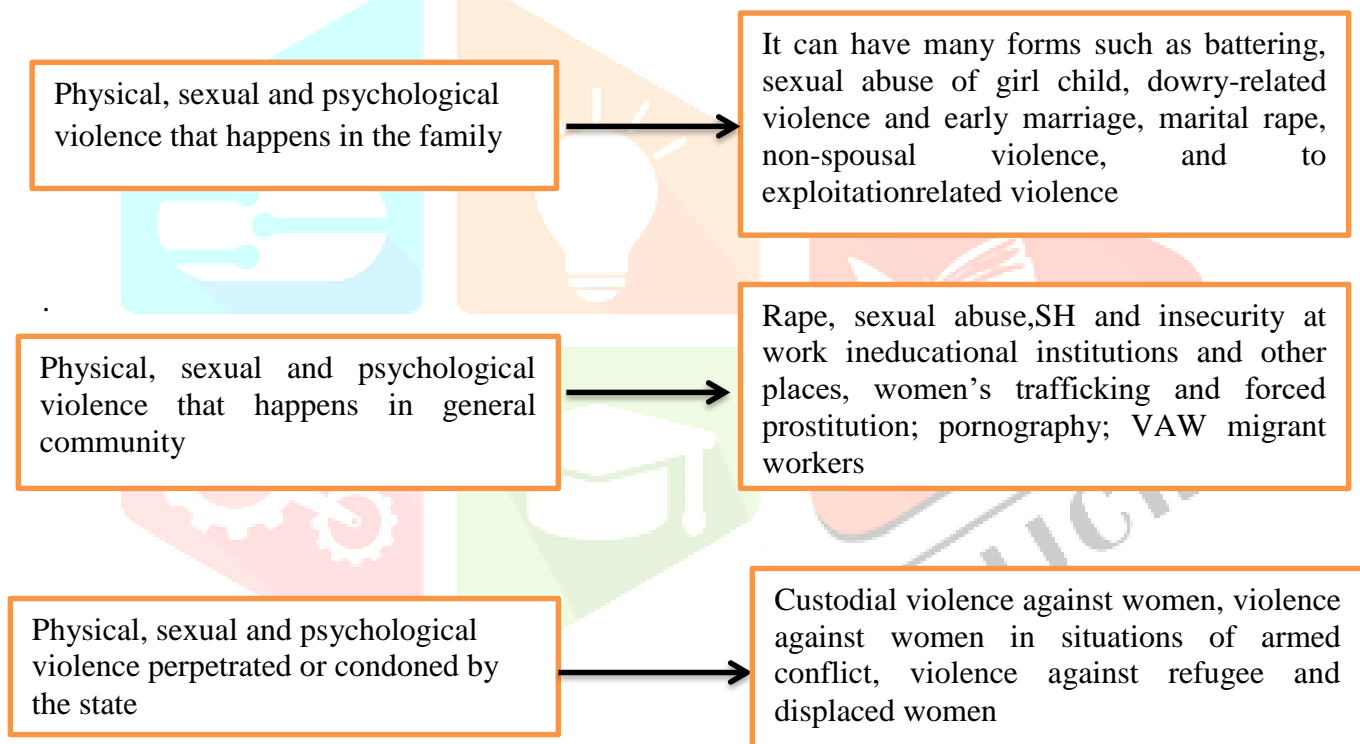 Physical, sexual and psychological
violence that happens in the family
It can have many forms such as battering,
sexual abuse of girl child, dowry-related
violence and early marriage, marital rape,
non-spousal violence, and to
exploitationrelated violence
.
Physical, sexual and psychological
violence that happens in general
community
Rape, sexual abuse,SH and insecurity at
work ineducational institutions and other
places, women’s trafficking and forced
prostitution; pornography; VAW migrant
workers
Physical, sexual and psychological
violence perpetrated or condoned by
the state
Custodial violence against women, violence
against women in situations of armed
conflict, violence against refugee and
displaced women